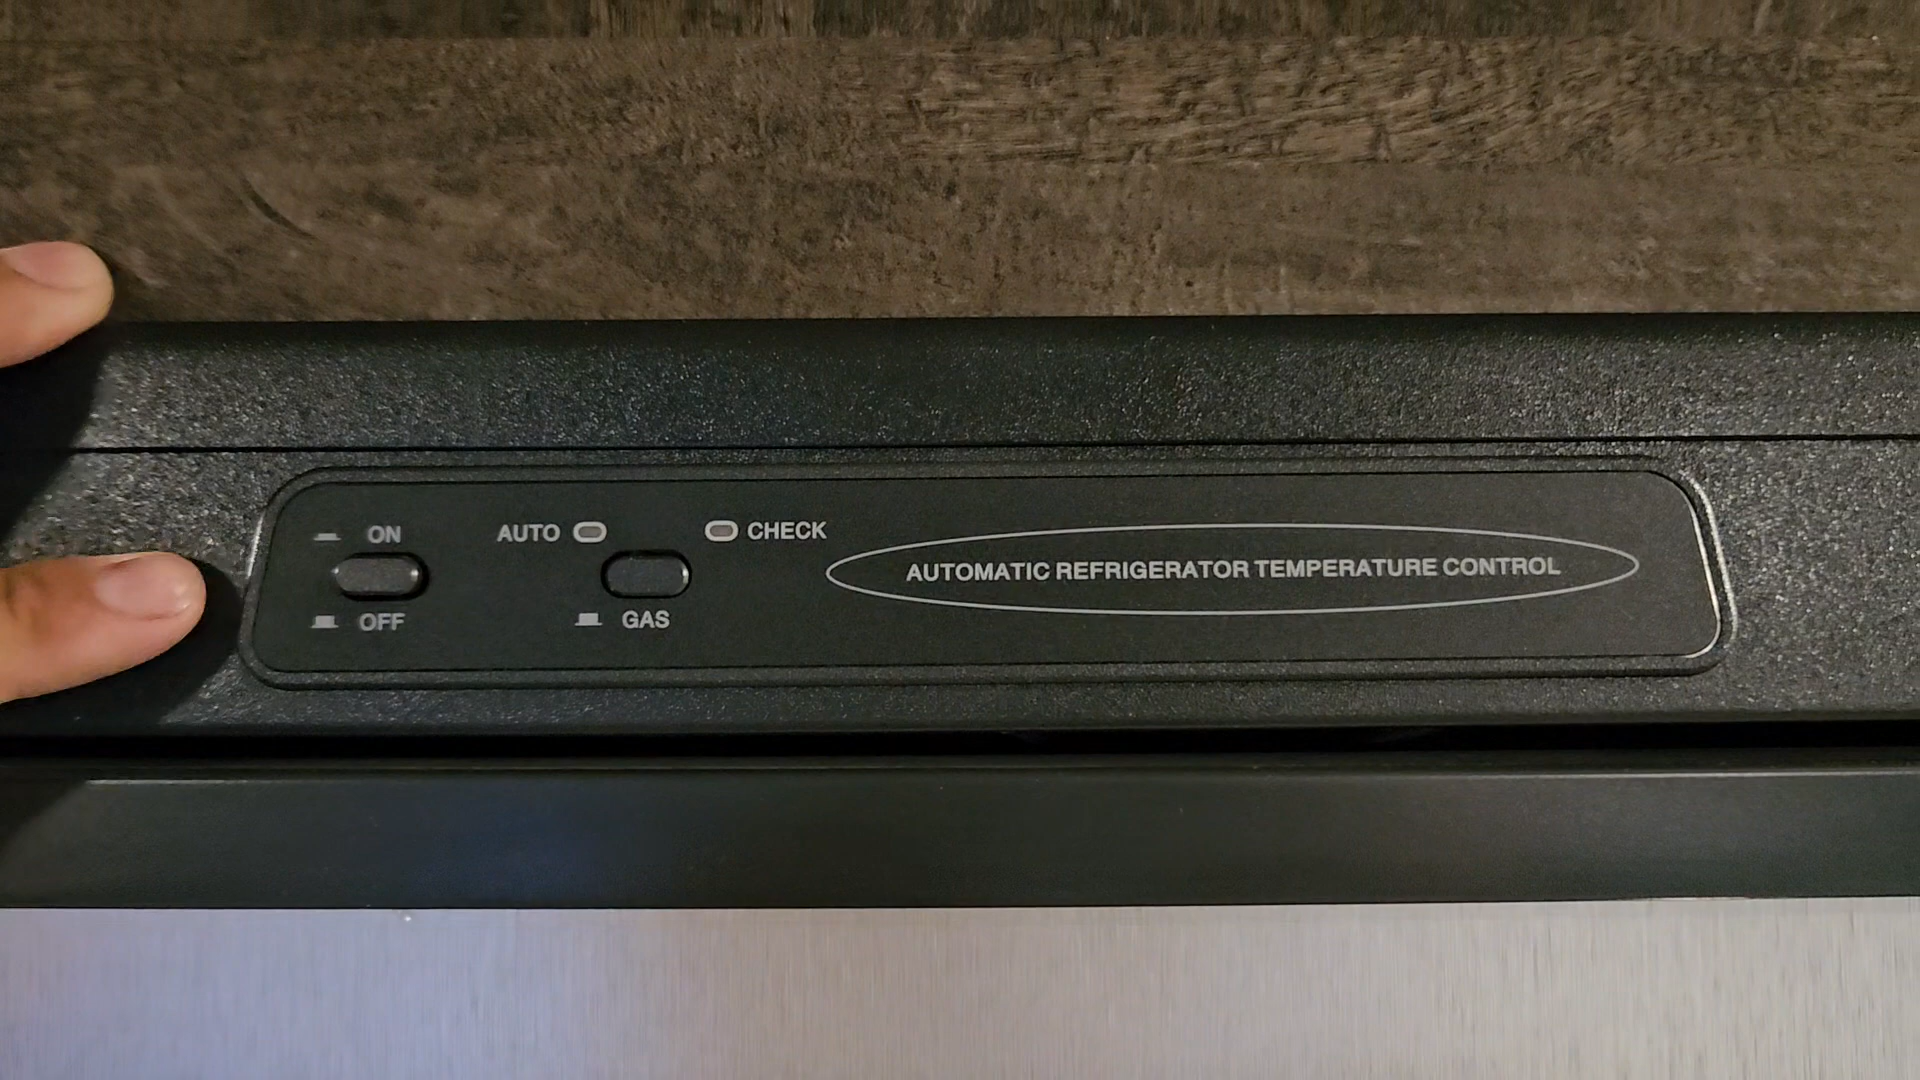 ON
OFF
AUTO
GAS
CHECK
AUTOMATIC REFRIGERATOR TEMPERATURE CONTROL